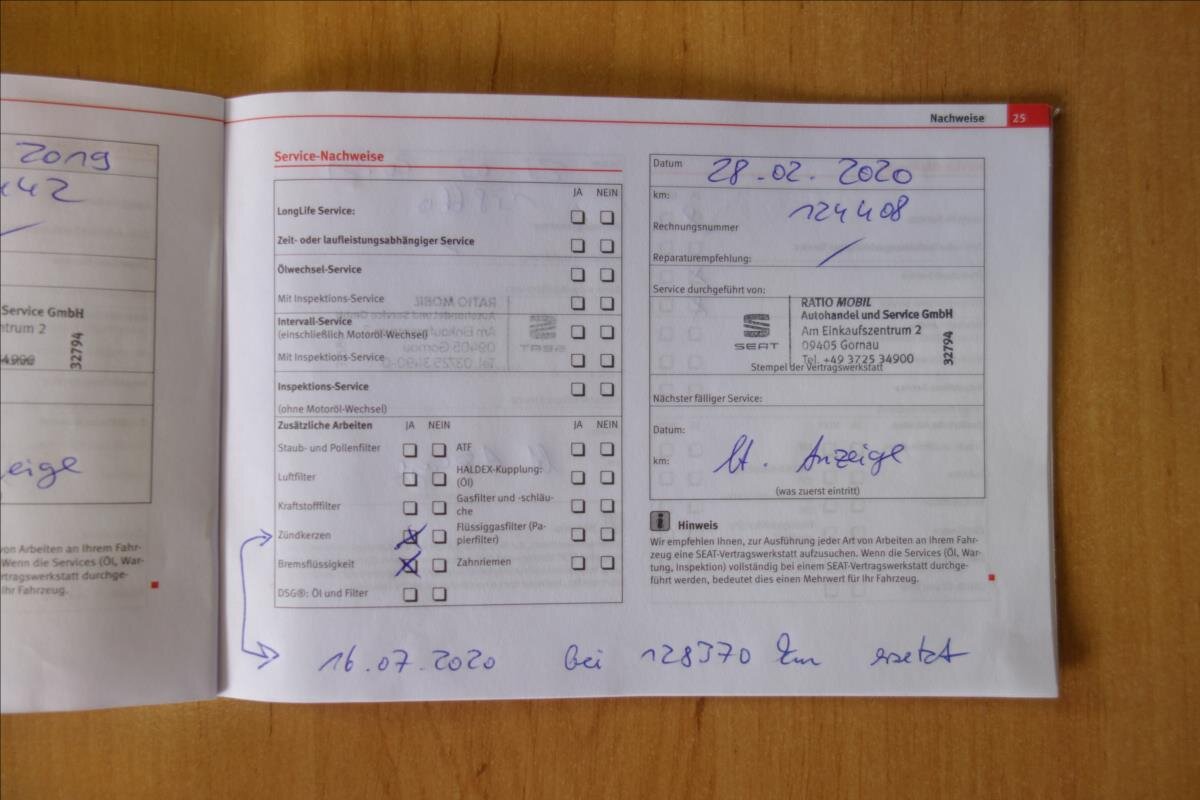 2019
442
Service GmbH
ntrum 2
34900
32794
eige
von Arbeiten an Ihrem Fahr-
Wenn die Services (Öl, War-
rtragswerkstatt durchge-
Ihr Fahrzeug.
Nachweise 25
Service-Nachweise
JA NEIN
LongLife Service:
Zeit- oder laufleistungsabhängiger Service
Ölwechsel-Service
Mit Inspektions-Service
Intervall-Service
(einschließlich Motoröl-Wechsel)
Mit Inspektions-Service
Inspektions-Service
(ohne Motoröl-Wechsel)
Zusätzliche Arbeiten JA NEIN JA NEIN
Staub- und Pollenfilter ATF
Luftfilter HALDEX-Kupplung:
(Öl)
Kraftstofffilter Gasfilter und -schläu-
che
Zündkerzen Flüssiggasfilter (Pa-
pierfilter)
Bremsflüssigkeit Zahnriemen
DSG®: Öl und Filter
16.07.2020 bei 128370 km ersetzt
Datum 28.02.2020
km: 124408
Rechnungsnummer
Reparaturempfehlung:
Service durchgeführt von:
SEAT
RATIO MOBIL
Autohandel und Service GmbH
Am Einkaufszentrum 2
09405 Gornau
Tel. +49 3725 34900
32794
Stempel der Vertragswerkstatt
Nächster fälliger Service:
Datum:
km: lt. Anzeige
(was zuerst eintritt)
i Hinweis
Wir empfehlen Ihnen, zur Ausführung jeder Art von Arbeiten an Ihrem Fahr-
zeug eine SEAT-Vertragswerkstatt aufzusuchen. Wenn die Services (Öl, War-
tung, Inspektion) vollständig bei einem SEAT-Vertragswerkstatt durchge-
führt werden, bedeutet dies einen Mehrwert für Ihr Fahrzeug.